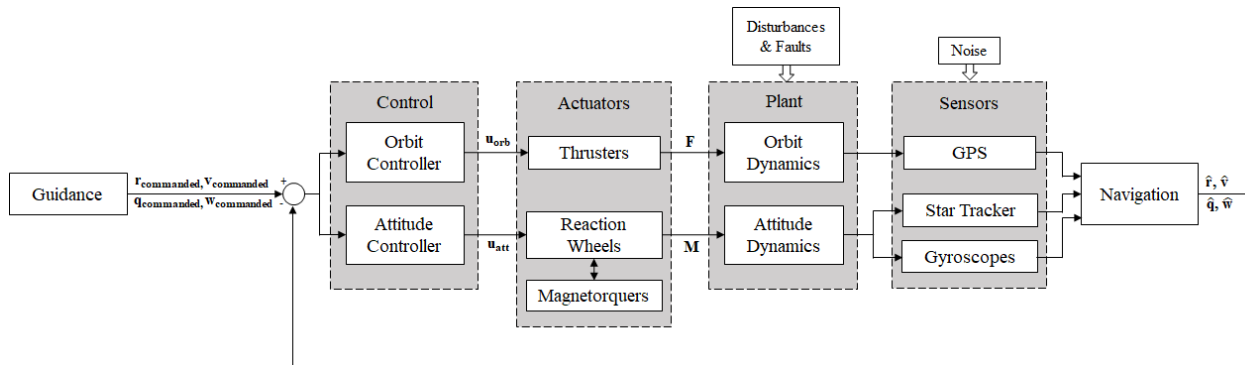 Disturbances
& Faults
Noise
Control
Actuators
Plant
Sensors
Orbit
Controller
u_orb
Thrusters
F
Orbit
Dynamics
GPS
Guidance
r_commanded, v_commanded
+
q_commanded, w_commanded
-
Attitude
Controller
u_att
Reaction
Wheels
M
Attitude
Dynamics
Star Tracker
Gyroscopes
Magnetorquers
Navigation
r̂, v̂
q̂, ŵ